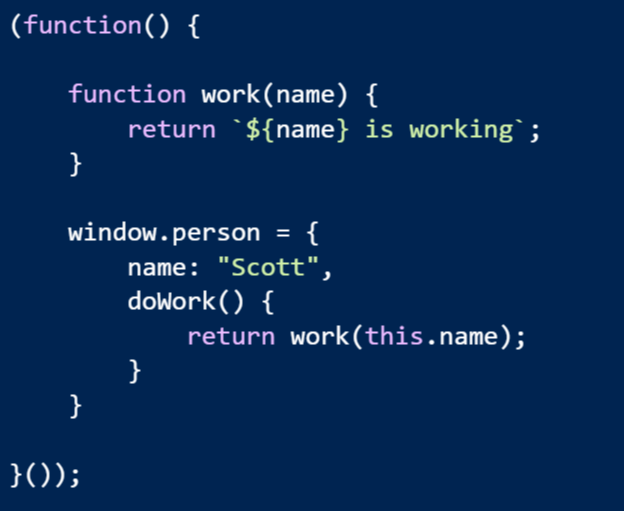 (function() {
    function work(name) {
        return `${name} is working`;
    }
    window.person = {
        name: "Scott",
        doWork() {
            return work(this.name);
        }
    }
}());